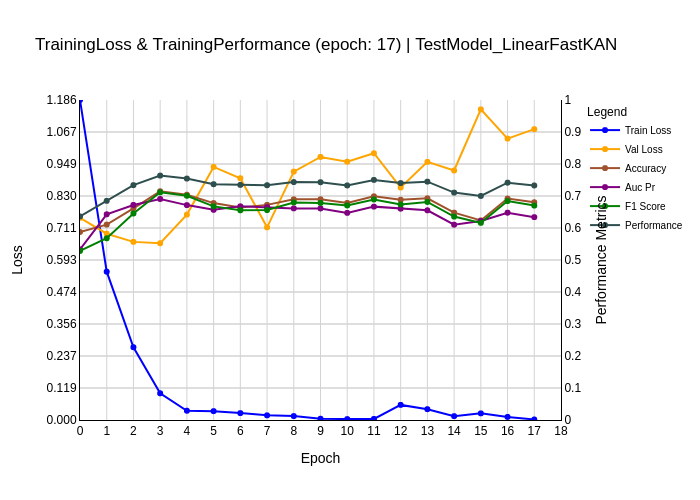 TrainingLoss & TrainingPerformance (epoch: 17) | TestModel_LinearFastKAN
1.186
1.067
0.949
0.830
0.711
0.593
0.474
0.356
0.237
0.119
0.000
Loss
0 1 2 3 4 5 6 7 8 9 10 11 12 13 14 15 16 17 18
Epoch
1
0.9
0.8
0.7
0.6
0.5
0.4
0.3
0.2
0.1
0
Performance Metrics
Legend
Train Loss
Val Loss
Accuracy
Auc Pr
F1 Score
Performance